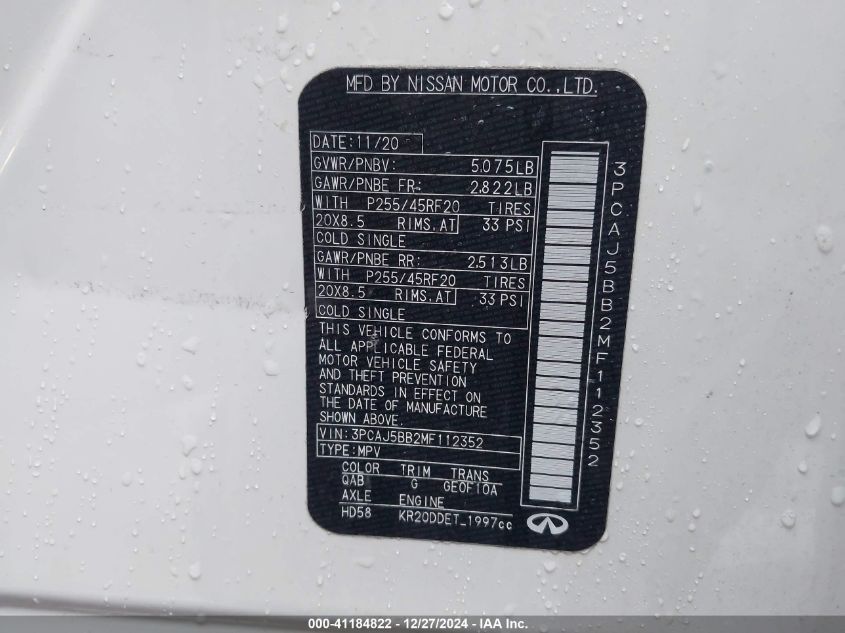 MFD BY NISSAN MOTOR CO.,LTD.
DATE:11/20
GVWR/PNBV: 5,075LB
GAWR/PNBE FR: 2,822LB
WITH P255/45RF20 TIRES
20X8.5 RIMS.AT 33 PSI
COLD SINGLE
GAWR/PNBE RR: 2,513LB
WITH P255/45RF20 TIRES
20X8.5 RIMS.AT 33 PSI
COLD SINGLE
THIS VEHICLE CONFORMS TO
ALL APPLICABLE FEDERAL
MOTOR VEHICLE SAFETY
AND THEFT PREVENTION
STANDARDS IN EFFECT ON
THE DATE OF MANUFACTURE
SHOWN ABOVE.
VIN:3PCAJ5BB2MF112352
TYPE:MPV
COLOR TRIM TRANS
QAB G GE0F10A
AXLE ENGINE
HD58 KR20DDET_1997cc
3PCAJ5BB2MF112352
000-41184822 - 12/27/2024 - IAA Inc.